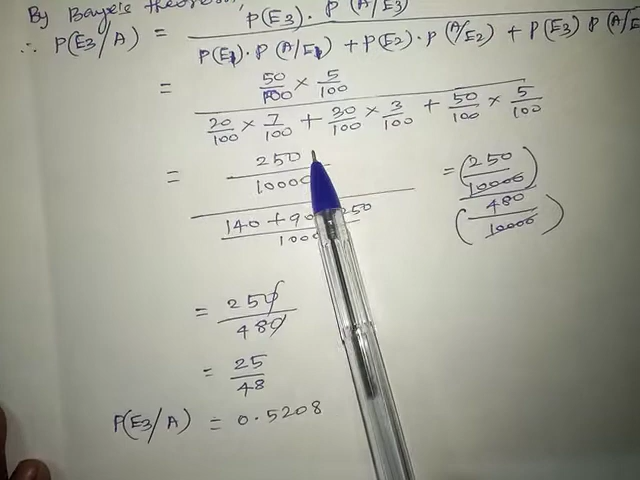 By Baye's theorem,
∴ P(E3/A) = P(E3). P(A/E3)
P(E1). P(A/E1) + P(E2). P(A/E2) + P(E3) P(A/E
= 50/100 × 5/100
20/100 × 7/100 + 30/100 × 3/100 + 50/100 × 5/100
= 250/10000 = (250/10000)
140 + 90 250/1000 (480/10000)
= 250/480
= 25/48
P(E3/A) = 0.5208